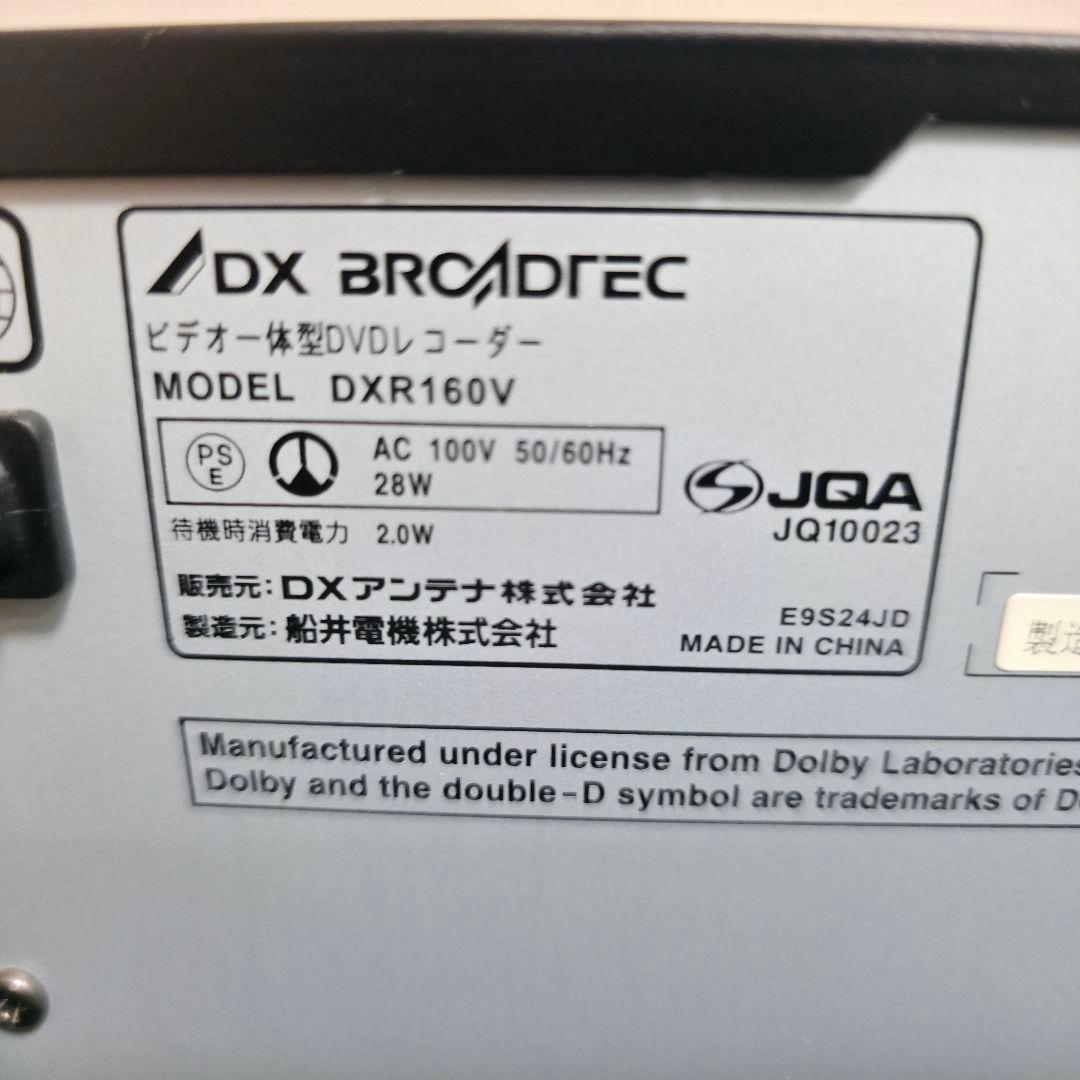 DX BROADTEC
ビデオ一体型DVDレコーダー
MODEL DXR160V
PS
E
AC 100V 50/60Hz
28W
待機時消費電力 2.0W
JQA
JQ10023
販売元:DXアンテナ株式会社
製造元:船井電機株式会社
E9S24JD
MADE IN CHINA
製造
Manufactured under license from Dolby Laboratories
Dolby and the double-D symbol are trademarks of D